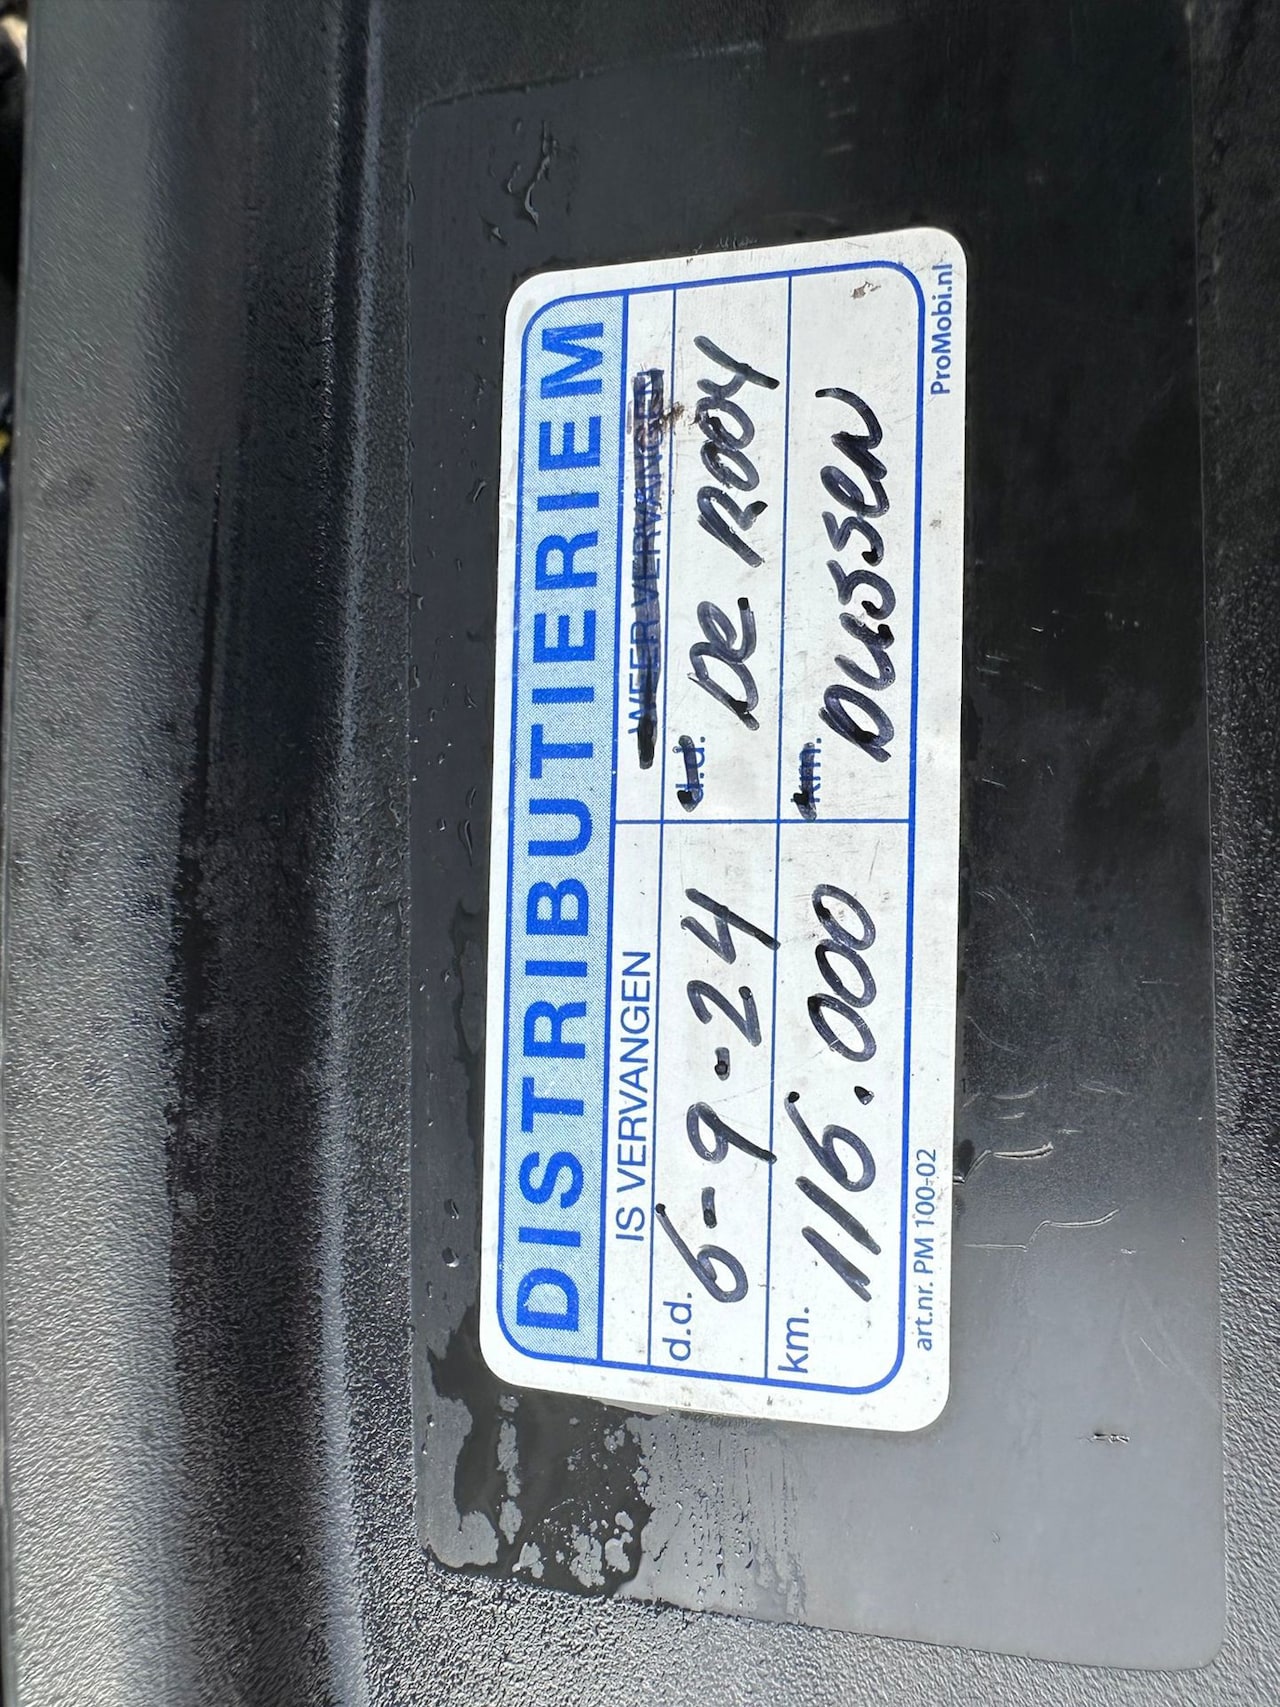 DISTRIBUTIERIEM
IS VERVANGEN WEER VERVANGEN
d.d. 6-9-24 d.d. De Rooy
km. 116.000 km. Dussen
art.nr. PM 100-02 ProMobi.nl